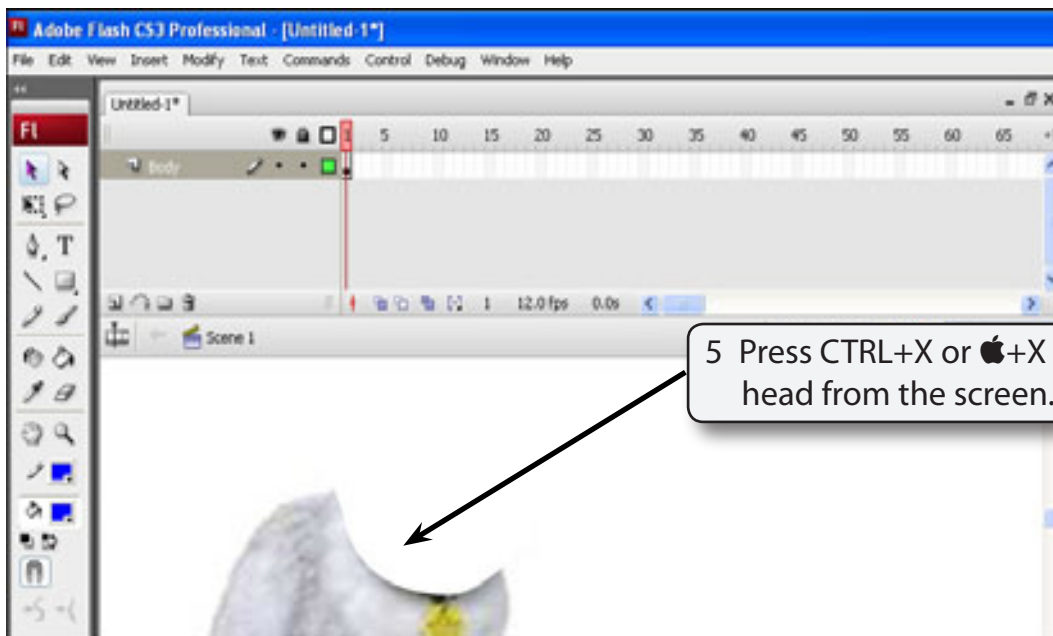 Fl Adobe Flash CS3 Professional - [Untitled-1*]
File Edit View Insert Modify Text Commands Control Debug Window Help
Untitled-1*
Fl
1 5 10 15 20 25 30 35 40 45 50 55 60 65
Body
T
1 12.0 fps 0.0s
Scene 1
5 Press CTRL+X or +X
head from the screen.